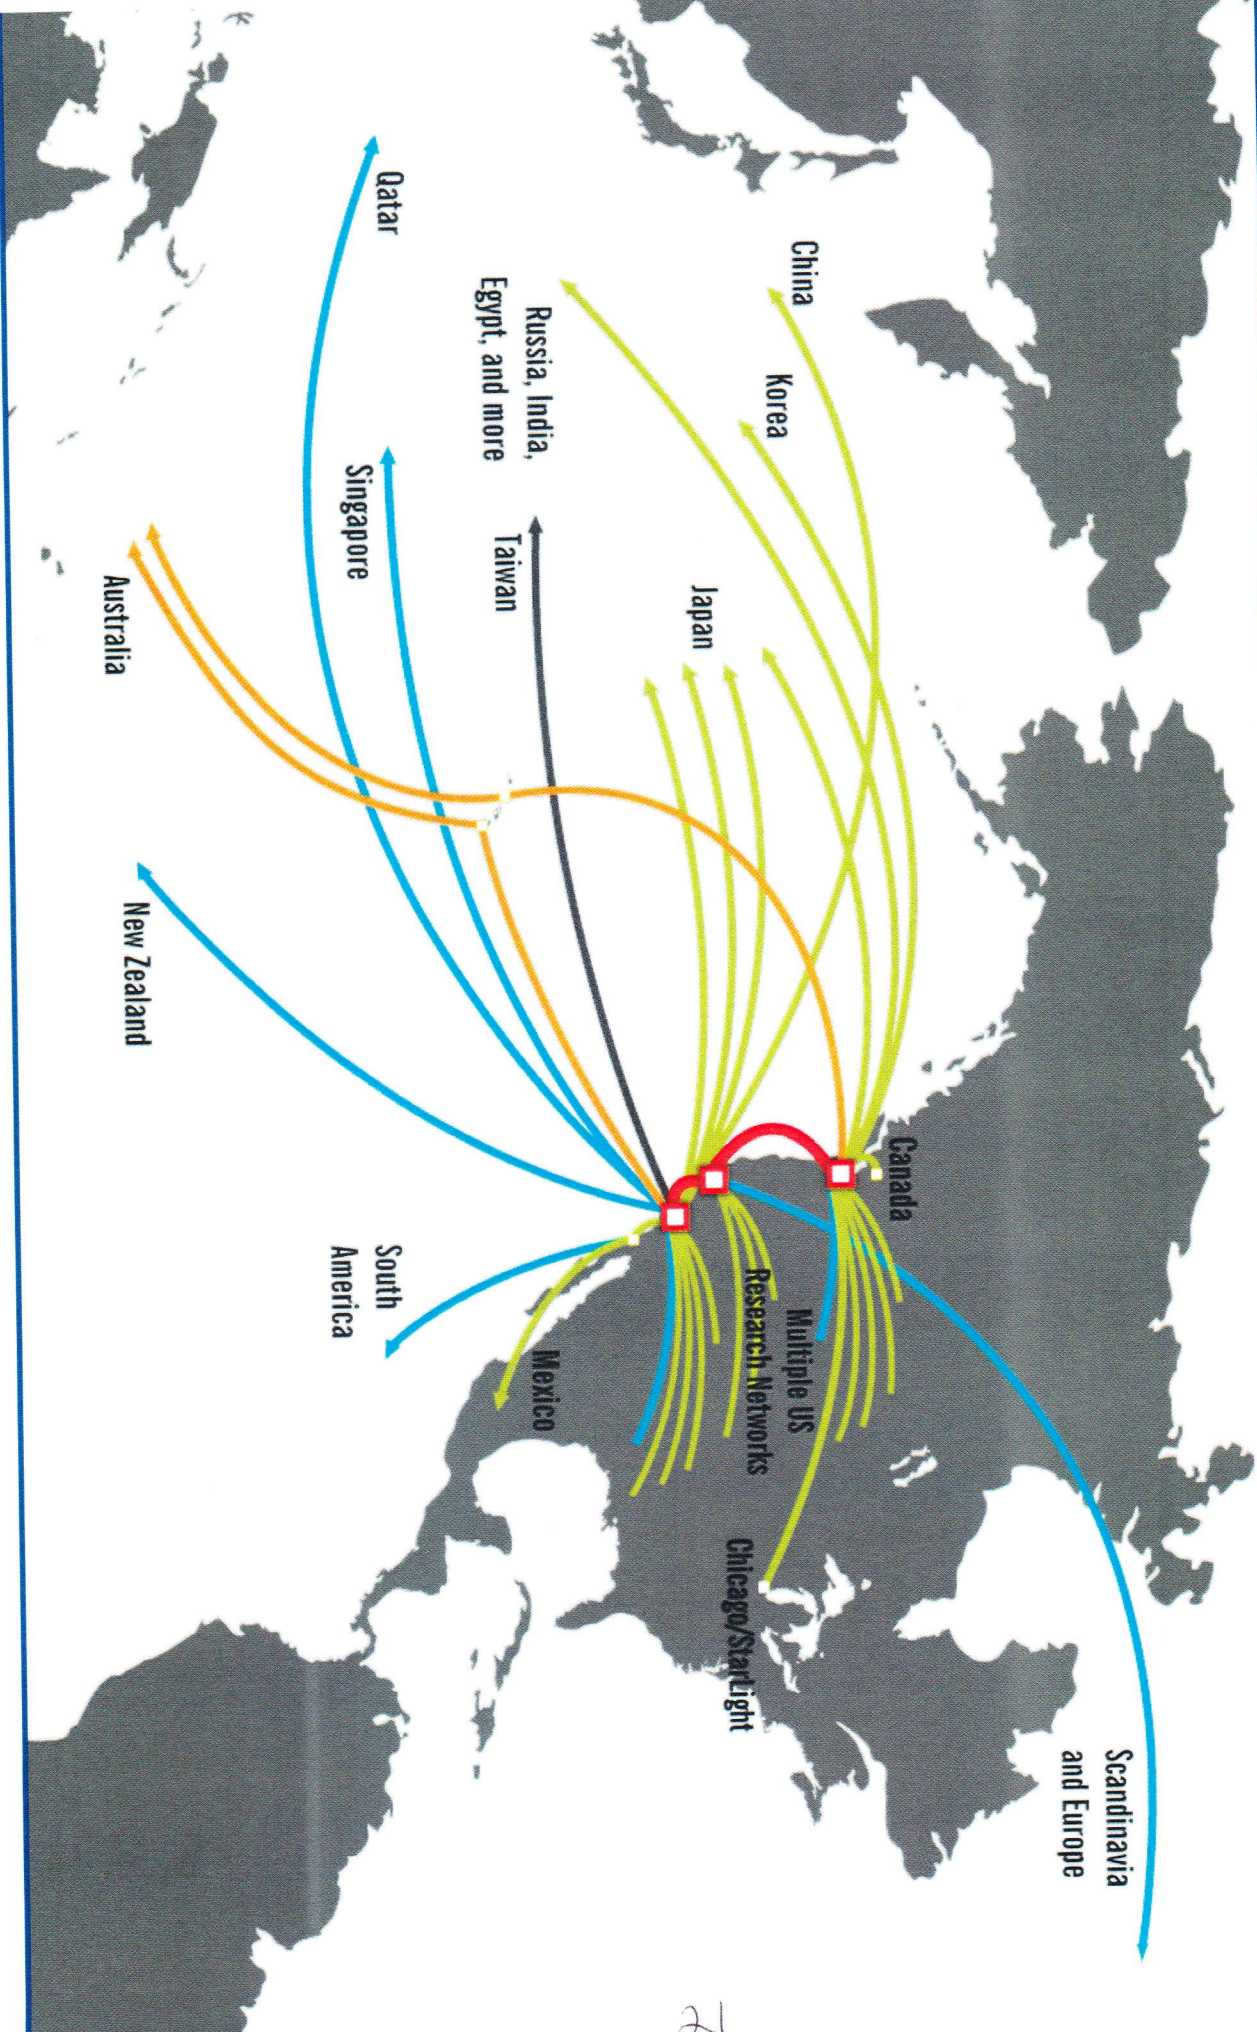 Scandinavia
and Europe
Canada
China
Korea
Multiple US
Research Networks
Chicago/StarLight
Japan
Russia, India,
Egypt, and more
Taiwan
Mexico
Qatar
Singapore
South
America
New Zealand
Australia